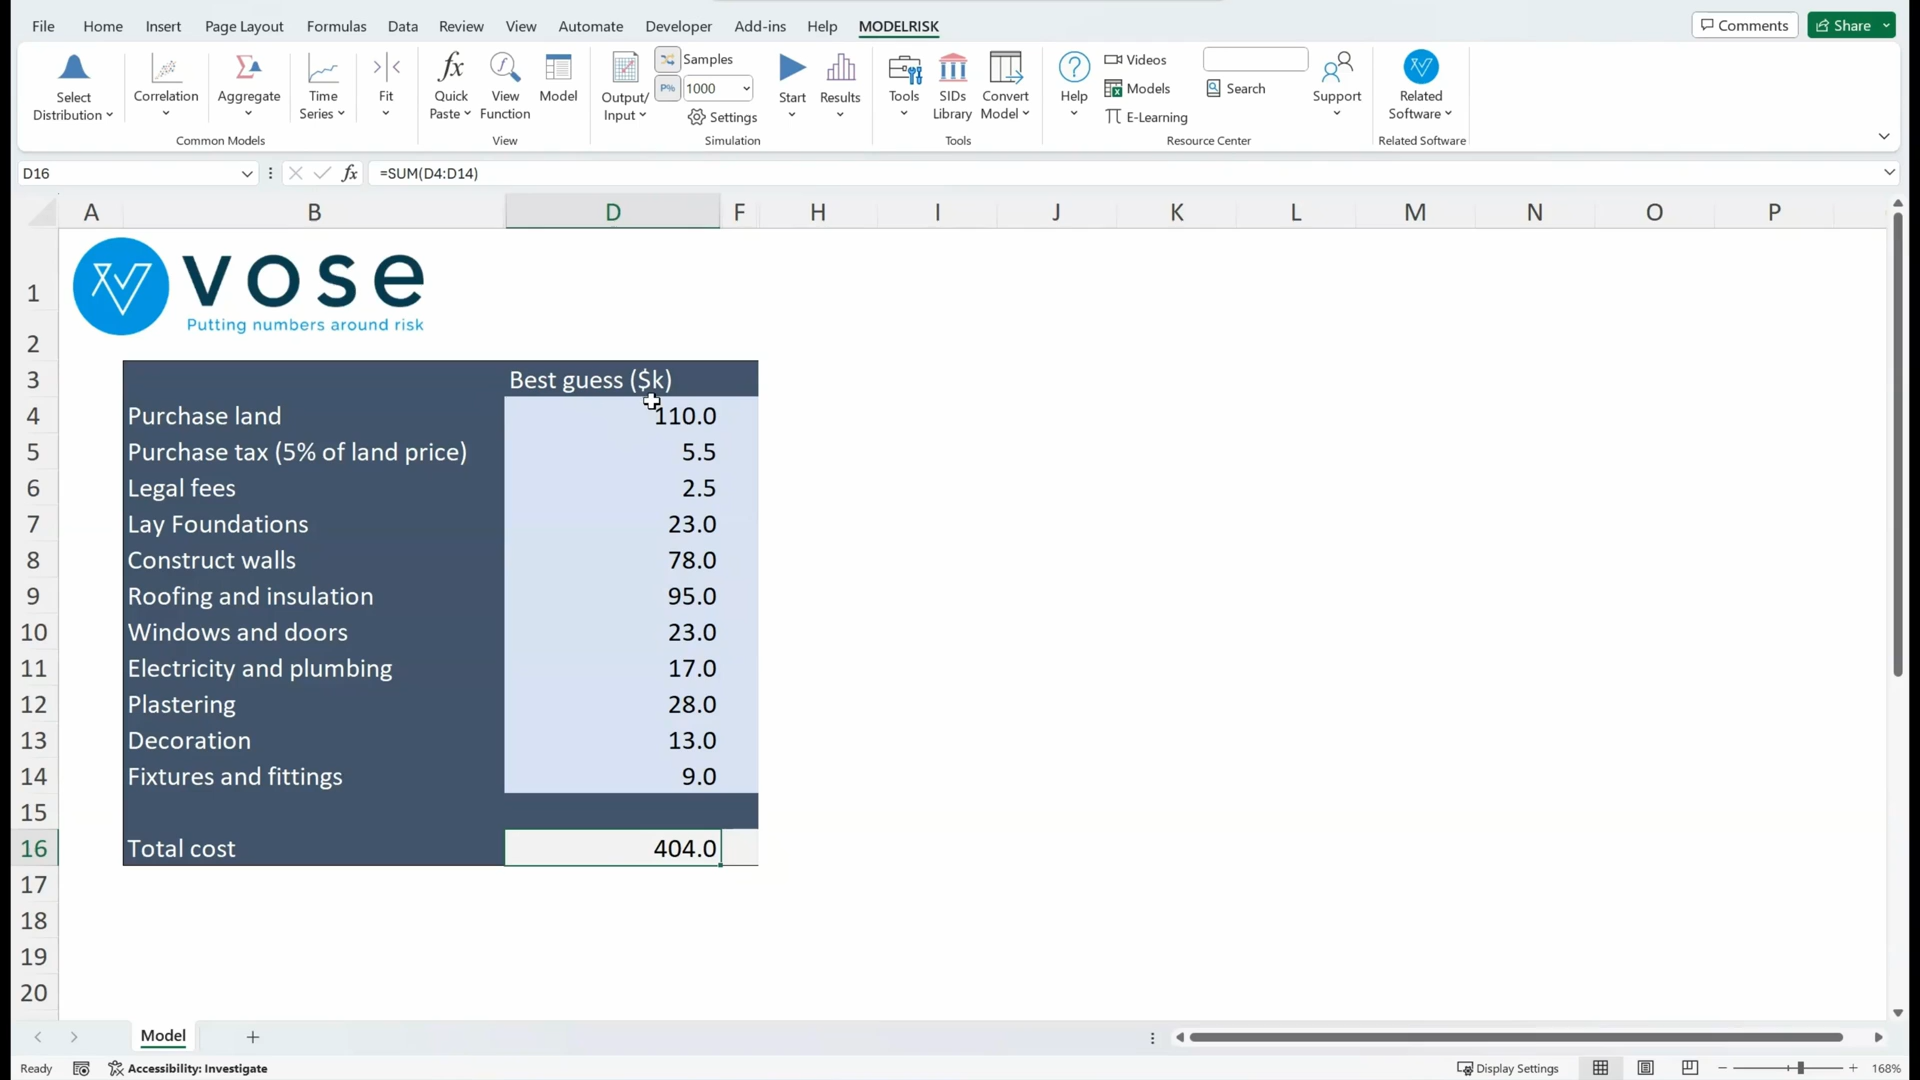 File Home Insert Page Layout Formulas Data Review View Automate Developer Add-ins Help MODELRISK Comments Share
Select Distribution
Correlation
Aggregate
Time Series
Fit
Common Models
Quick Paste
View Function
Model
View
Output/ Input
Samples
1000
Settings
Start
Results
Simulation
Tools
SIDs Library
Convert Model
Tools
Help
Videos
Models
E-Learning
Search
Support
Resource Center
Related Software
Related Software
D16 fx =SUM(D4:D14)
A B D F H I J K L M N O P
1
vose
Putting numbers around risk
2
3 Best guess ($k)
4 Purchase land 110.0
5 Purchase tax (5% of land price) 5.5
6 Legal fees 2.5
7 Lay Foundations 23.0
8 Construct walls 78.0
9 Roofing and insulation 95.0
10 Windows and doors 23.0
11 Electricity and plumbing 17.0
12 Plastering 28.0
13 Decoration 13.0
14 Fixtures and fittings 9.0
15
16 Total cost 404.0
17
18
19
20
Model
Ready Accessibility: Investigate Display Settings 168%